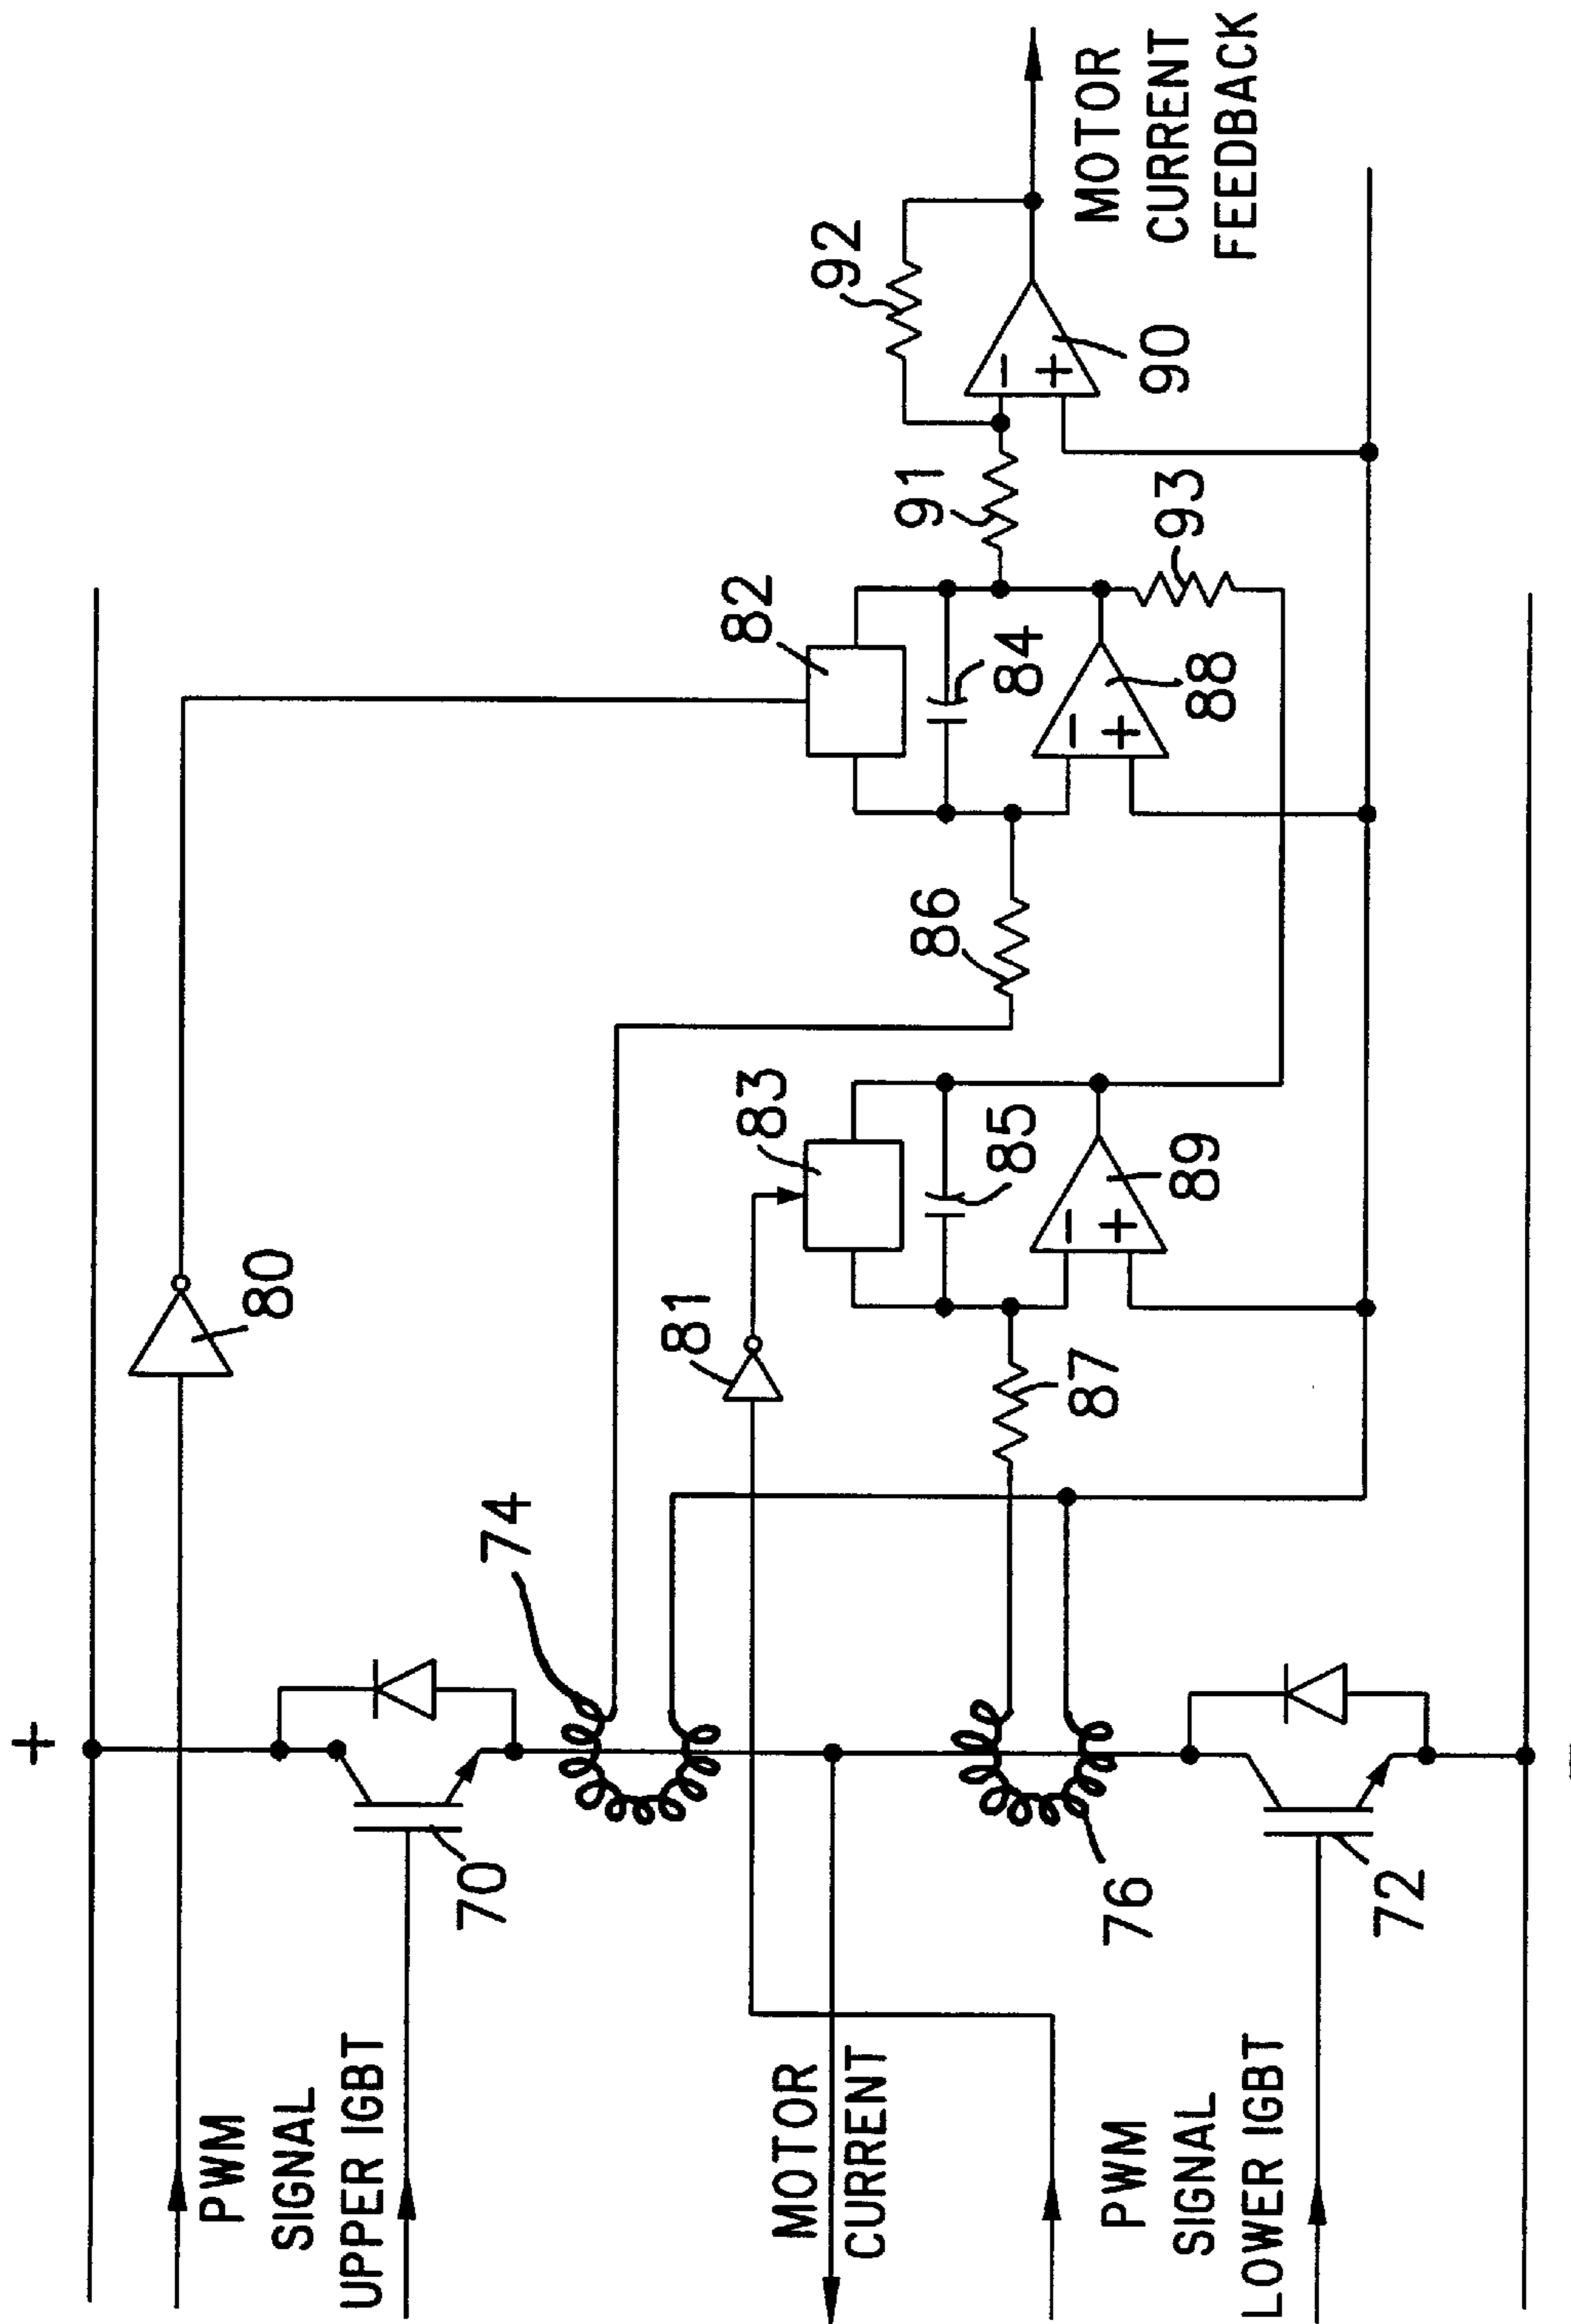 +
PWM
SIGNAL
UPPER IGBT
70
74
80
MOTOR
CURRENT
81
83
85
89
87
86
82
84
88
91
93
92
90
-
+
-
+
-
+
MOTOR
CURRENT
FEEDBACK
76
PWM
SIGNAL
LOWER IGBT
72
-